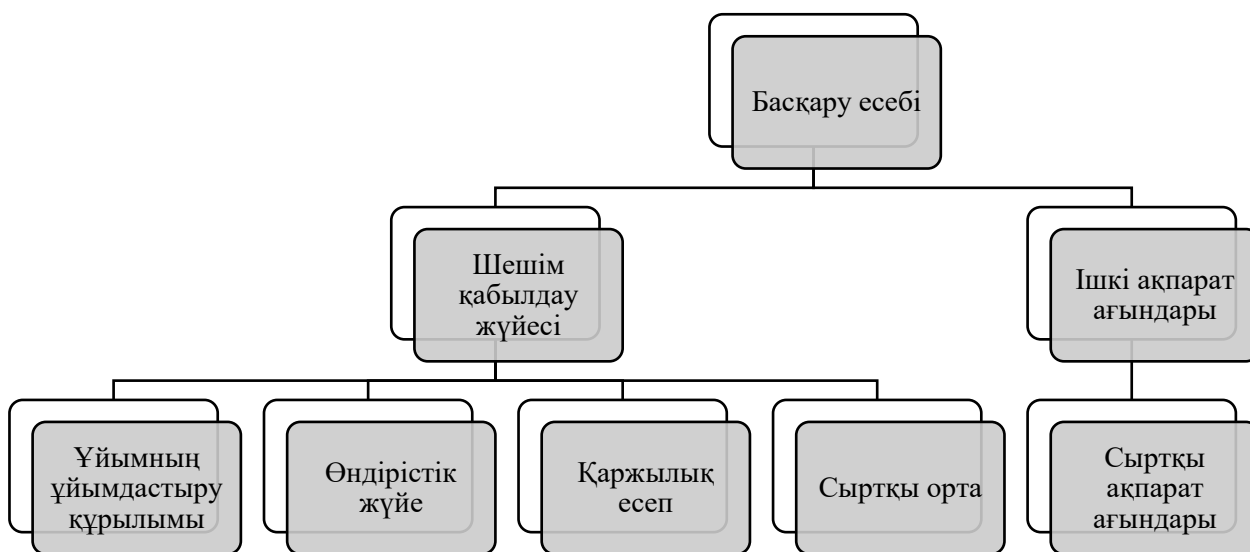 Басқару есебі
Шешім
қабылдау
жүйесі
Ішкі ақпарат
ағындары
Ұйымның
ұйымдастыру
құрылымы
Өндірістік
жүйе
Қаржылық
есеп
Сыртқы орта
Сыртқы
ақпарат
ағындары